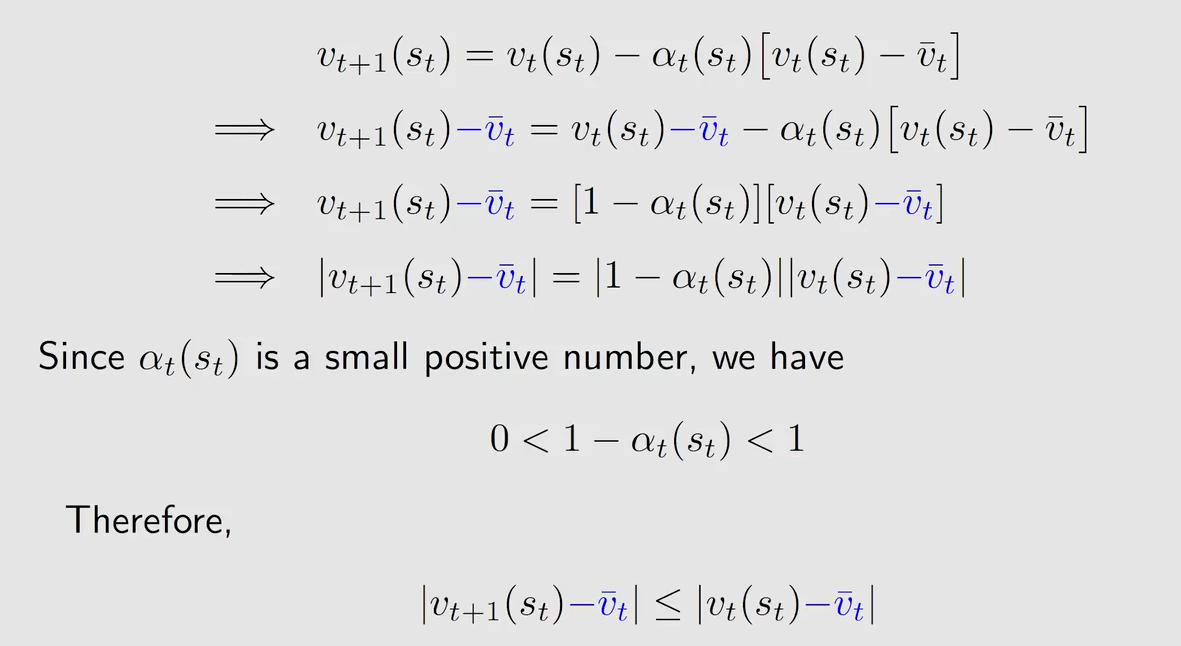 v_{t+1}(s_t) = v_t(s_t) − α_t(s_t)[v_t(s_t) − v̄_t]
⟹ v_{t+1}(s_t)−v̄_t = v_t(s_t)−v̄_t − α_t(s_t)[v_t(s_t) − v̄_t]
⟹ v_{t+1}(s_t)−v̄_t = [1 − α_t(s_t)][v_t(s_t)−v̄_t]
⟹ |v_{t+1}(s_t)−v̄_t| = |1 − α_t(s_t)||v_t(s_t)−v̄_t|
Since α_t(s_t) is a small positive number, we have
0 < 1 − α_t(s_t) < 1
Therefore,
|v_{t+1}(s_t)−v̄_t| ≤ |v_t(s_t)−v̄_t|